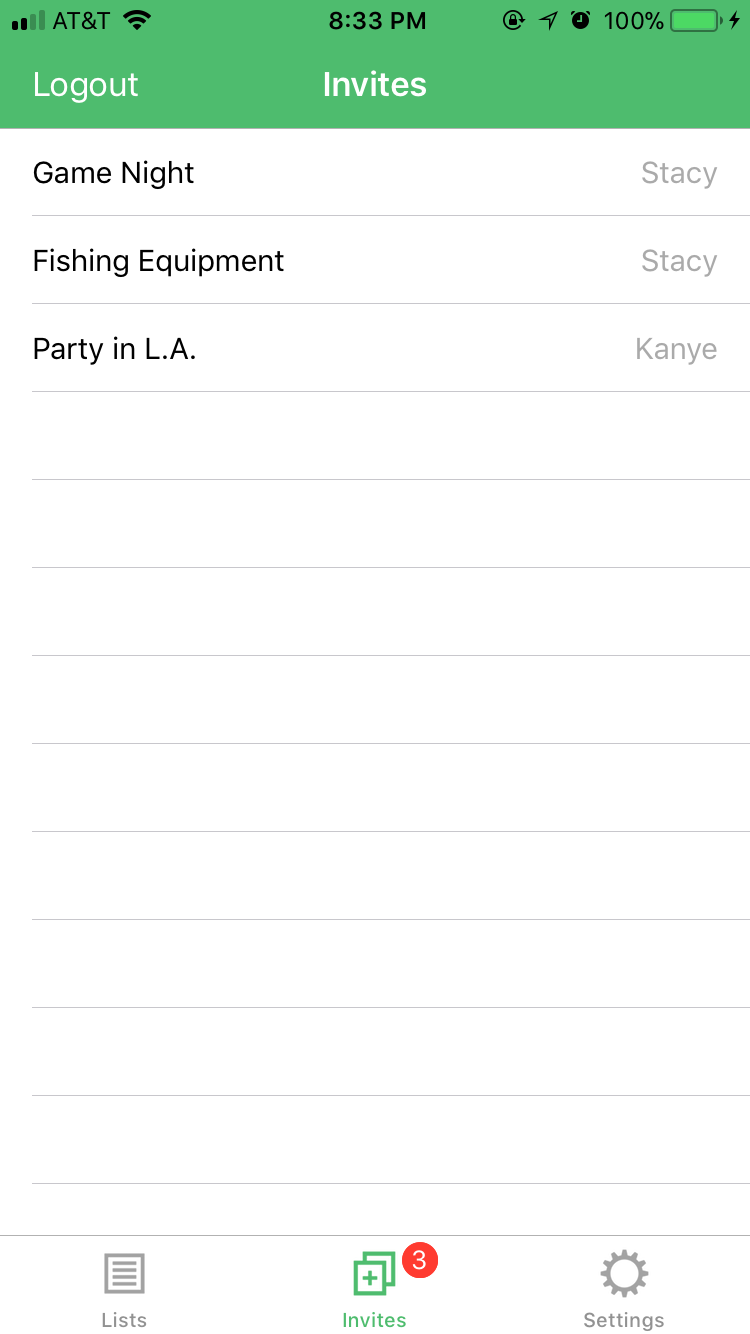 AT&T 8:33 PM 100%
Logout Invites
Game Night Stacy
Fishing Equipment Stacy
Party in L.A. Kanye
3
Lists Invites Settings